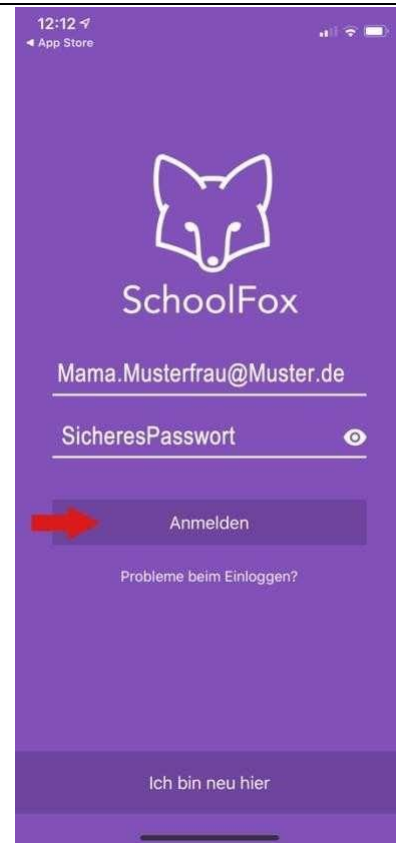 12:12
App Store
SchoolFox
Mama.Musterfrau@Muster.de
SicheresPasswort
Anmelden
Probleme beim Einloggen?
Ich bin neu hier